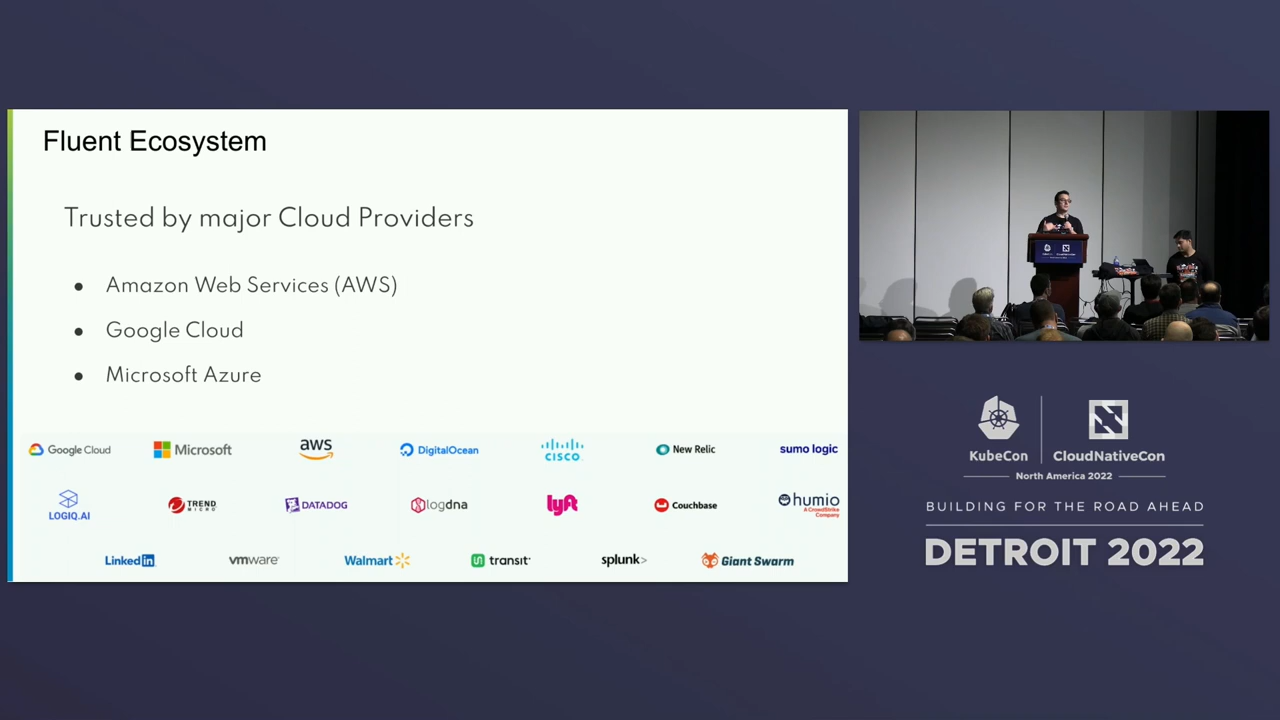 Fluent Ecosystem
Trusted by major Cloud Providers
• Amazon Web Services (AWS)
• Google Cloud
• Microsoft Azure
Google Cloud
Microsoft
aws
DigitalOcean
CISCO
New Relic
sumo logic
LOGIQ.AI
TREND
MICRO
DATADOG
logdna
lyft
Couchbase
humio
A CrowdStrike
Company
LinkedIn
vmware
Walmart
transit
splunk>
Giant Swarm
KubeCon
CloudNativeCon
North America 2022
BUILDING FOR THE ROAD AHEAD
DETROIT 2022